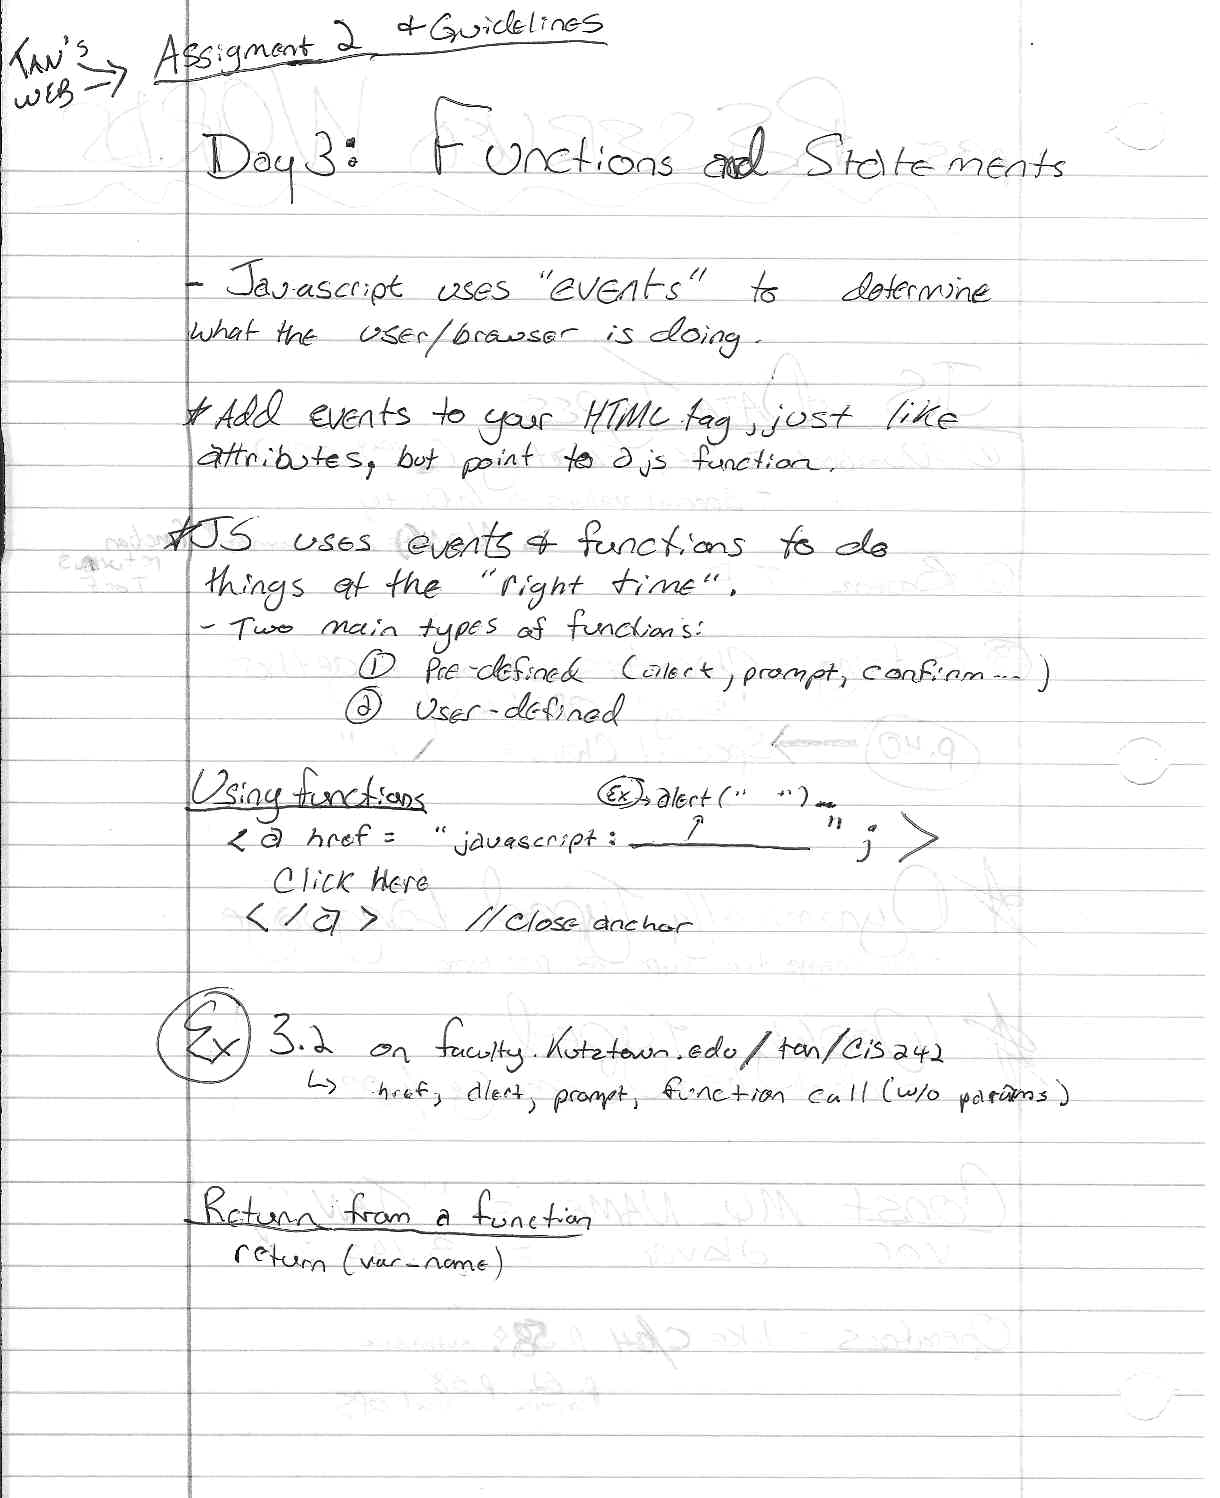 TAN'S WEB → Assigment 2 & Guidelines
Day 3: Functions and Statements
- Javascript uses "events" to determine
what the user/browser is doing.
* Add events to your HTML tag, just like
attributes, but point to a js function.
* JS uses events & functions to do
things at the "right time".
- Two main types of functions:
① Pre-defined (alert, prompt, confirm...)
② User-defined
Using functions
Ex → alert(" ")
< a href = "javascript: ________ " ; >
Click Here
</a> //Close anchor
Ex 3.2 on faculty.Kutztown.edu/tan/cis242
↳ href, alert, prompt, function call (w/o params)
Return from a function
return (var_name)